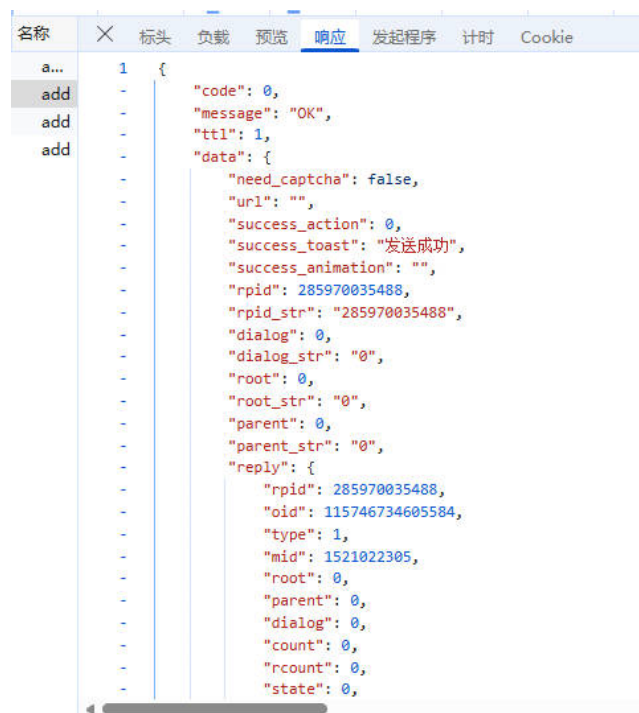 名称
标头 负载 预览 响应 发起程序 计时 Cookie
a...
add
add
add
1 {
- "code": 0,
- "message": "OK",
- "ttl": 1,
- "data": {
- "need_captcha": false,
- "url": "",
- "success_action": 0,
- "success_toast": "发送成功",
- "success_animation": "",
- "rpid": 285970035488,
- "rpid_str": "285970035488",
- "dialog": 0,
- "dialog_str": "0",
- "root": 0,
- "root_str": "0",
- "parent": 0,
- "parent_str": "0",
- "reply": {
- "rpid": 285970035488,
- "oid": 115746734605584,
- "type": 1,
- "mid": 1521022305,
- "root": 0,
- "parent": 0,
- "dialog": 0,
- "count": 0,
- "rcount": 0,
- "state": 0,